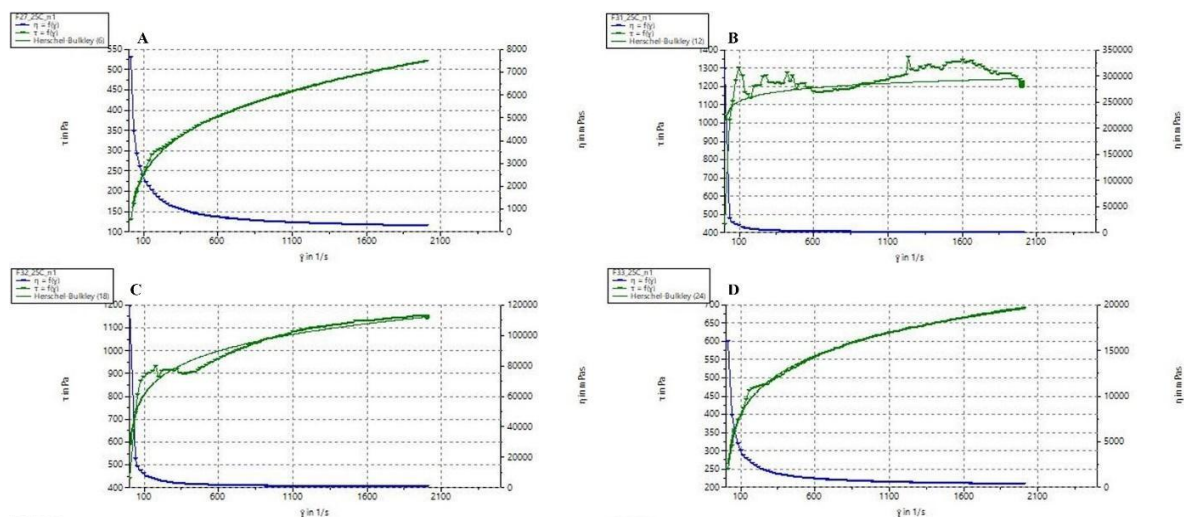 F27_25C_n1
η = f(γ)
τ = f(γ)
Herschel-Bulkley (6)
A
550
500
450
400
350
300
250
200
150
100
τ in Pa
8000
7000
6000
5000
4000
3000
2000
1000
0
η in mPas
100 600 1100 1600 2100
γ̇ in 1/s
F31_25C_n1
η = f(γ)
τ = f(γ)
Herschel-Bulkley (12)
B
1400
1300
1200
1100
1000
900
800
700
600
500
400
τ in Pa
350000
300000
250000
200000
150000
100000
50000
0
η in mPas
100 600 1100 1600 2100
γ̇ in 1/s
F32_25C_n1
η = f(γ)
τ = f(γ)
Herschel-Bulkley (18)
C
1200
1100
1000
900
800
700
600
500
400
τ in Pa
120000
100000
80000
60000
40000
20000
0
η in mPas
100 600 1100 1600 2100
γ̇ in 1/s
F33_25C_n1
η = f(γ)
τ = f(γ)
Herschel-Bulkley (24)
D
700
650
600
550
500
450
400
350
300
250
200
τ in Pa
20000
15000
10000
5000
0
η in mPas
100 600 1100 1600 2100
γ̇ in 1/s